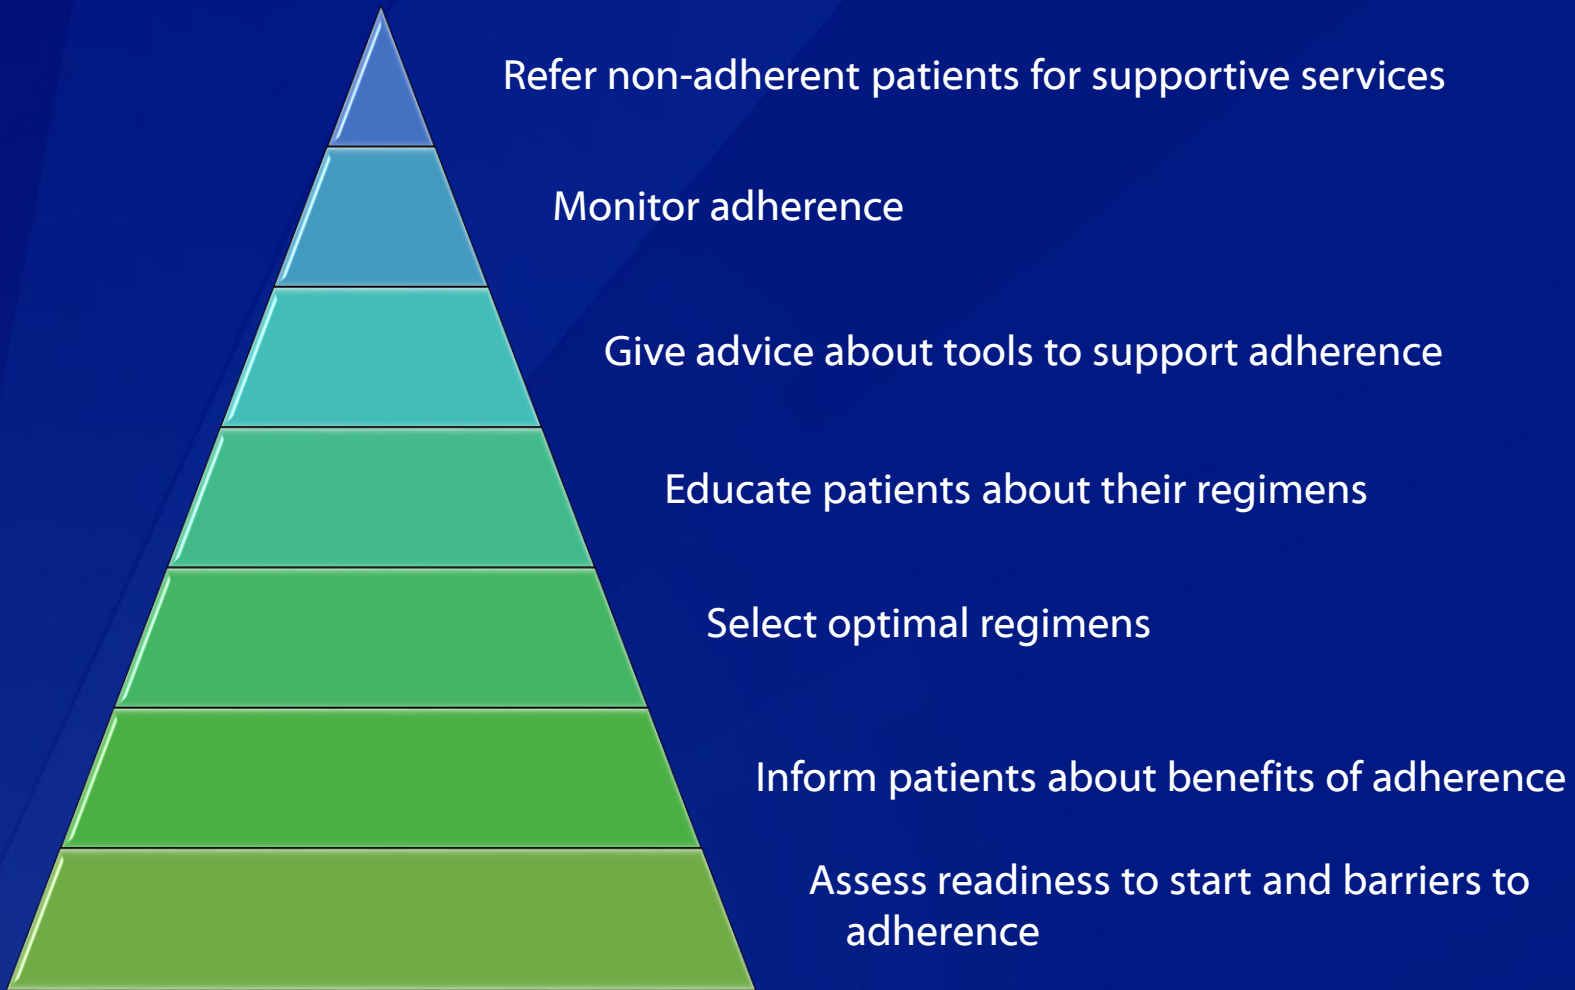 Refer non-adherent patients for supportive services
Monitor adherence
Give advice about tools to support adherence
Educate patients about their regimens
Select optimal regimens
Inform patients about benefits of adherence
Assess readiness to start and barriers to
adherence